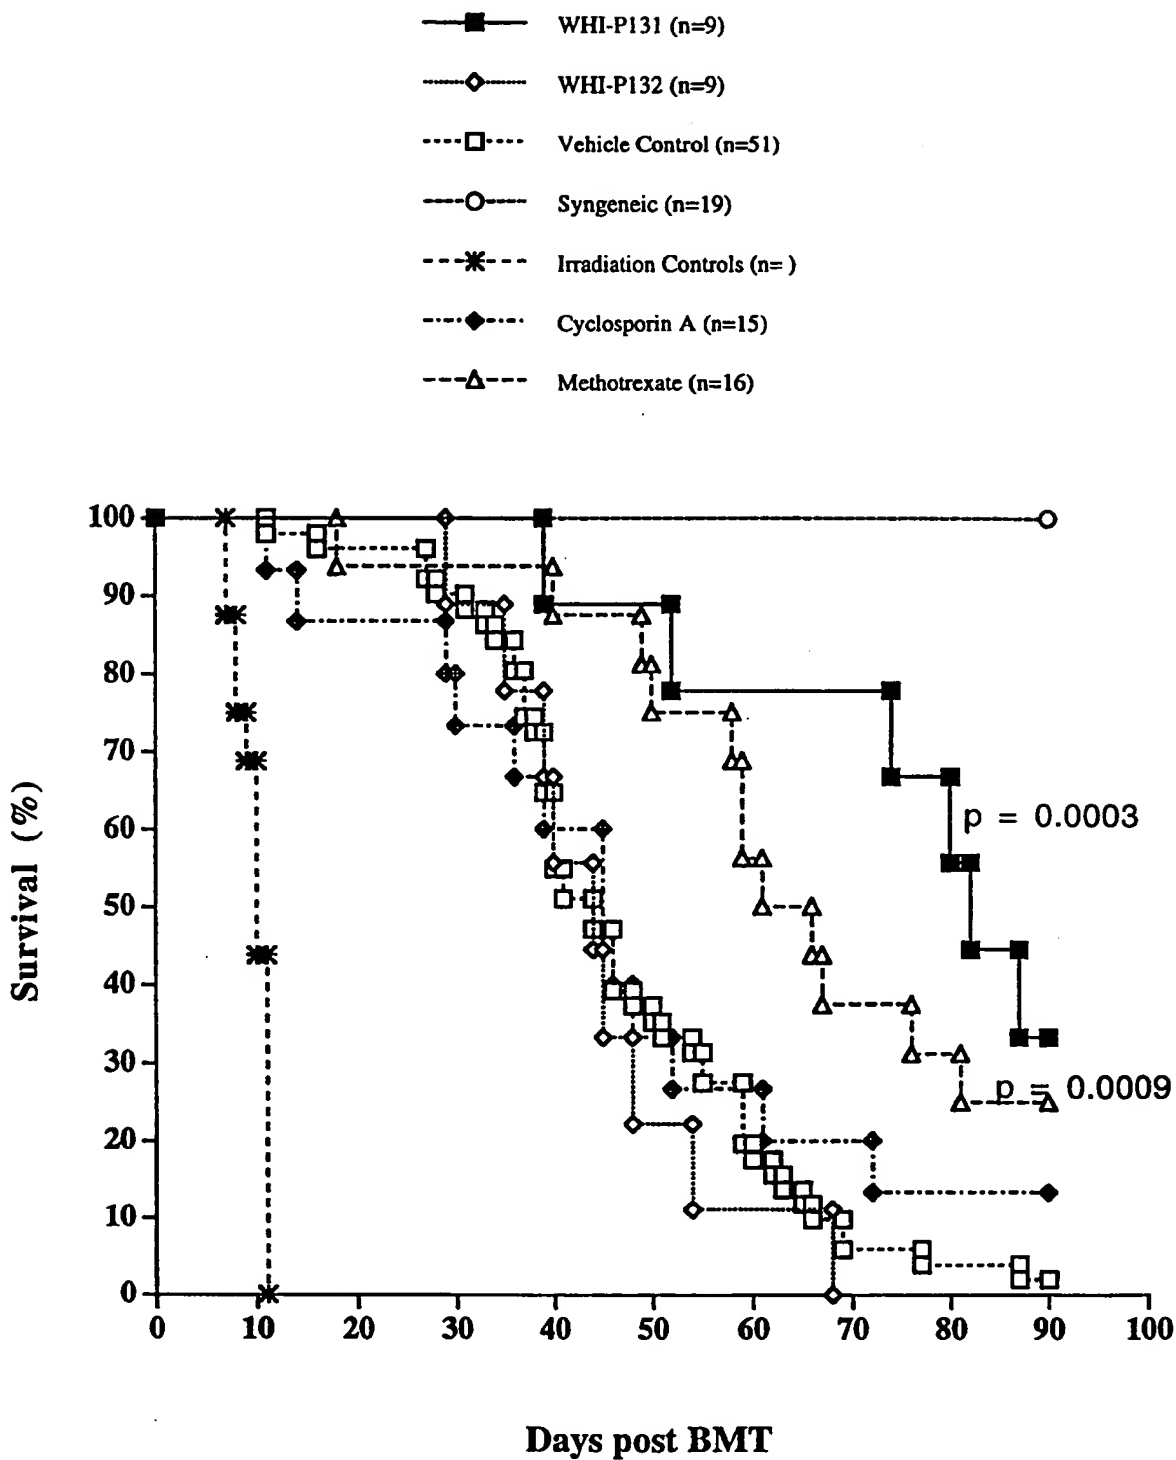 WHI-P131 (n=9)
WHI-P132 (n=9)
Vehicle Control (n=51)
Syngeneic (n=19)
Irradiation Controls (n= )
Cyclosporin A (n=15)
Methotrexate (n=16)
100
90
80
70
60
50
40
30
20
10
0
Survival (%)
p = 0.0003
p = 0.0009
0 10 20 30 40 50 60 70 80 90 100
Days post BMT